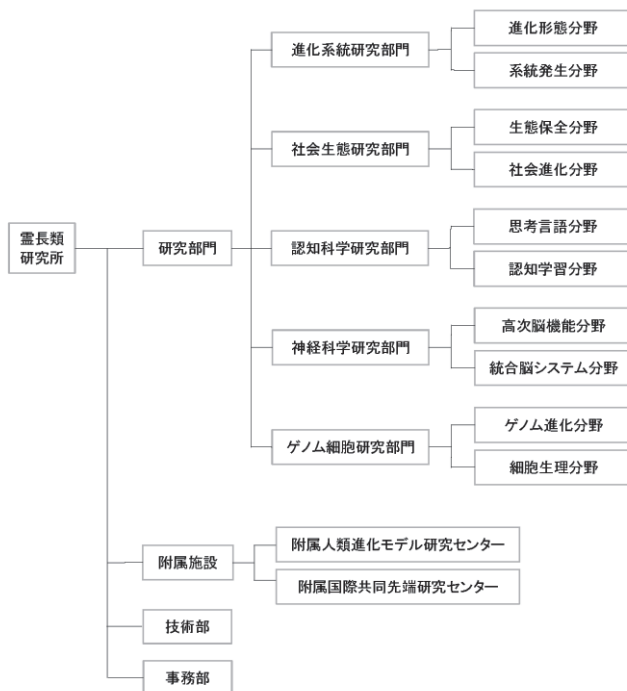 霊長類
研究所
研究部門
進化系統研究部門
進化形態分野
系統発生分野
社会生態研究部門
生態保全分野
社会進化分野
認知科学研究部門
思考言語分野
認知学習分野
神経科学研究部門
高次脳機能分野
統合脳システム分野
ゲノム細胞研究部門
ゲノム進化分野
細胞生理分野
附属施設
附属人類進化モデル研究センター
附属国際共同先端研究センター
技術部
事務部